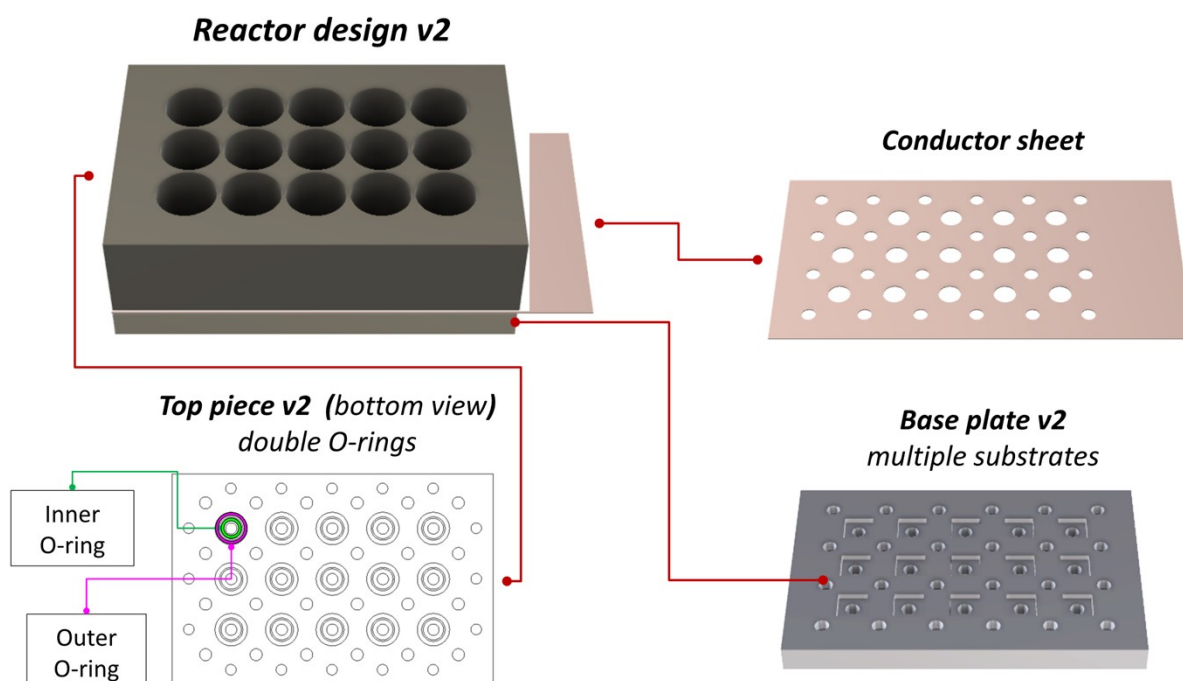 Reactor design v2
Conductor sheet
Top piece v2 (bottom view)
double O-rings
Base plate v2
multiple substrates
Inner
O-ring
Outer
O-ring